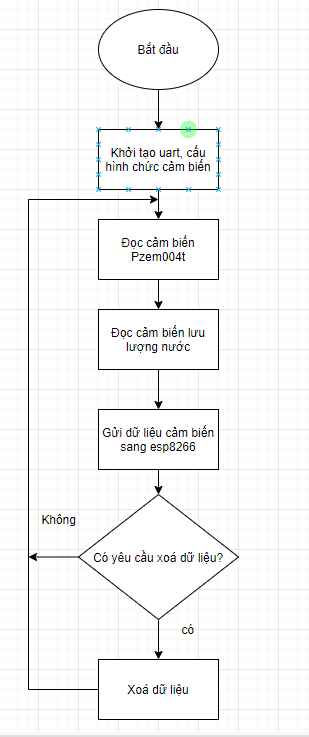 Bắt đầu
Khởi tạo uart, cấu
hình chức cảm biến
Đọc cảm biến
Pzem004t
Đọc cảm biến lưu
lượng nước
Gửi dữ liệu cảm biến
sang esp8266
Không
Có yêu cầu xoá dữ liệu?
có
Xoá dữ liệu